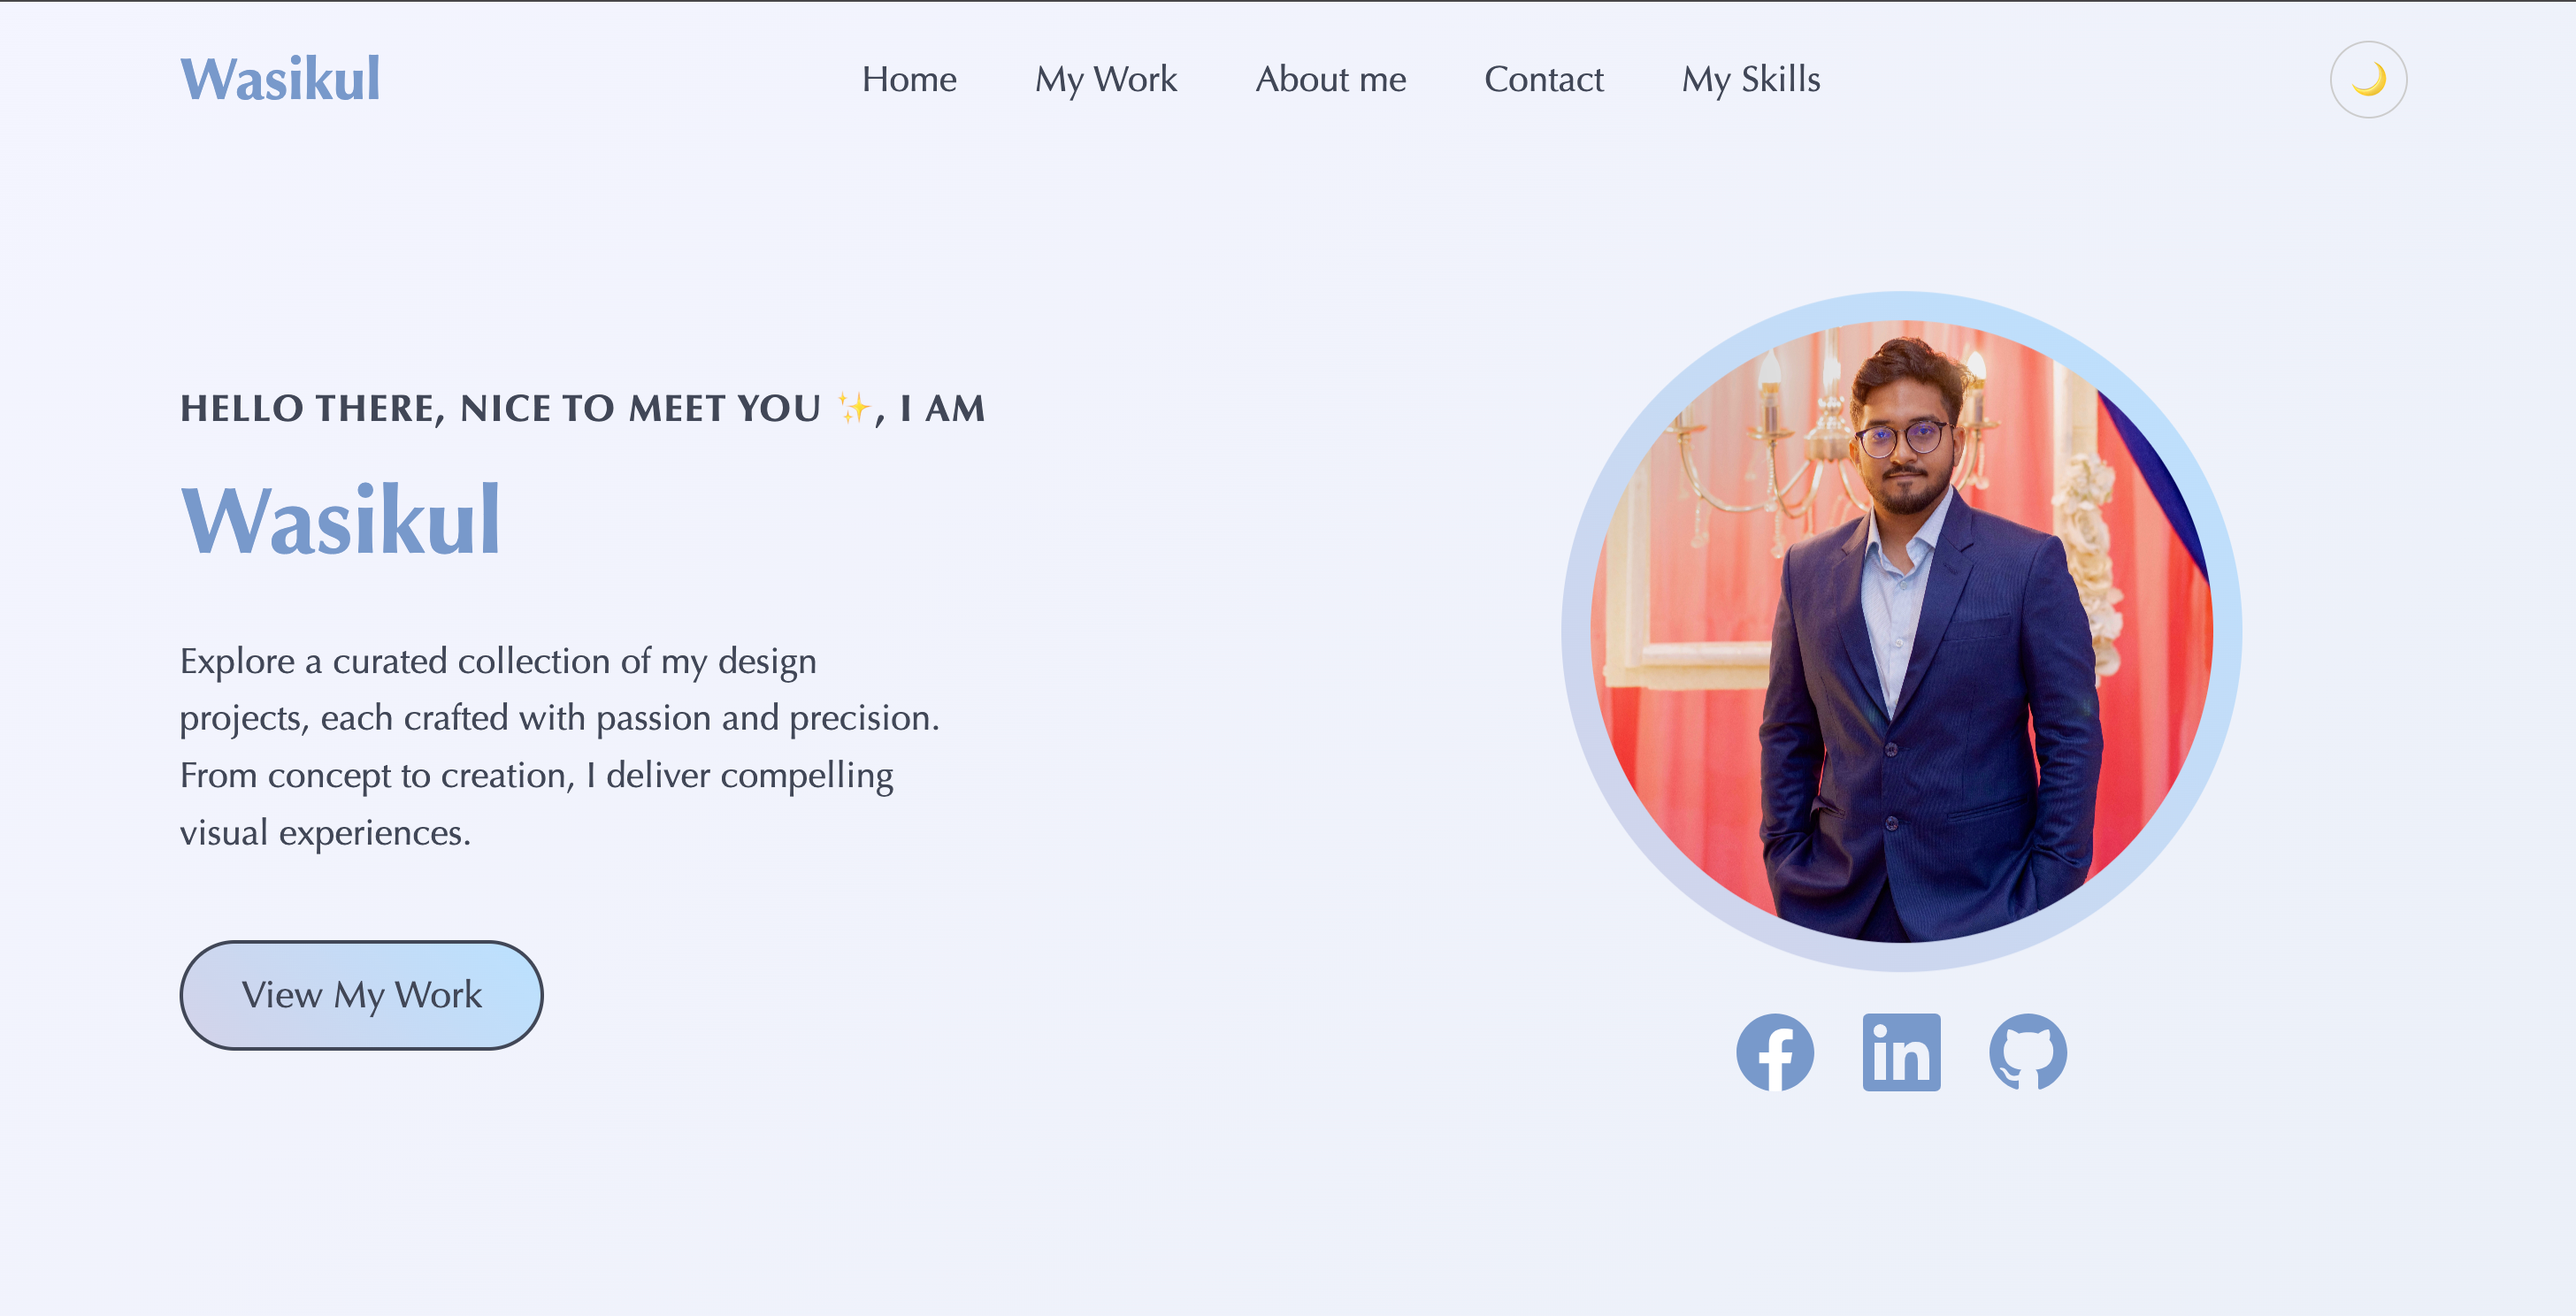 Wasikul
Home My Work About me Contact My Skills
HELLO THERE, NICE TO MEET YOU ✨, I AM
Wasikul
Explore a curated collection of my design
projects, each crafted with passion and precision.
From concept to creation, I deliver compelling
visual experiences.
View My Work